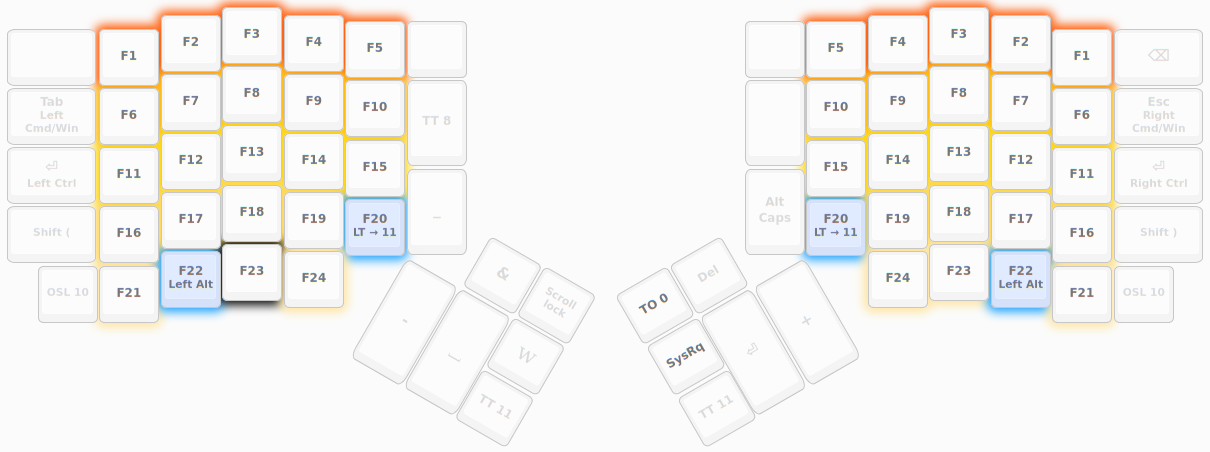 F1
F2
F3
F4
F5
Tab
Left
Cmd/Win
F6
F7
F8
F9
F10
TT 8
⏎
Left Ctrl
F11
F12
F13
F14
F15
Shift (
F16
F17
F18
F19
F20
LT → 11
_
OSL 10
F21
F22
Left Alt
F23
F24
-
&
Scroll
lock
W
TT 11
F5
F4
F3
F2
F1
⌫
F10
F9
F8
F7
F6
Esc
Right
Cmd/Win
F15
F14
F13
F12
F11
⏎
Right Ctrl
Alt
Caps
F20
LT → 11
F19
F18
F17
F16
Shift )
F24
F23
F22
Left Alt
F21
OSL 10
TO 0
Del
SysRq
⏎
+
TT 11